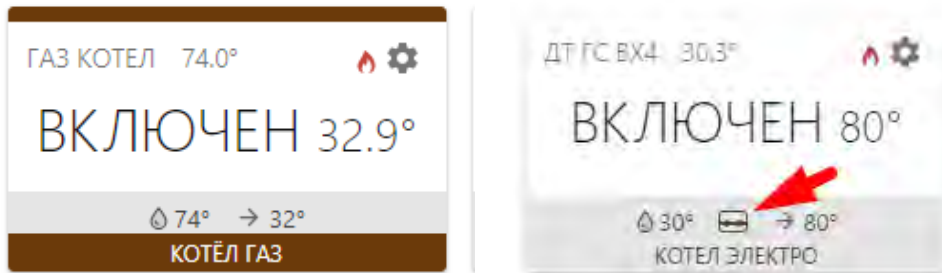 ГАЗ КОТЕЛ 74.0°
ВКЛЮЧЕН 32.9°
74° → 32°
КОТЁЛ ГАЗ
ДТ ГС ВХ4 30.3°
ВКЛЮЧЕН 80°
30° → 80°
КОТЕЛ ЭЛЕКТРО